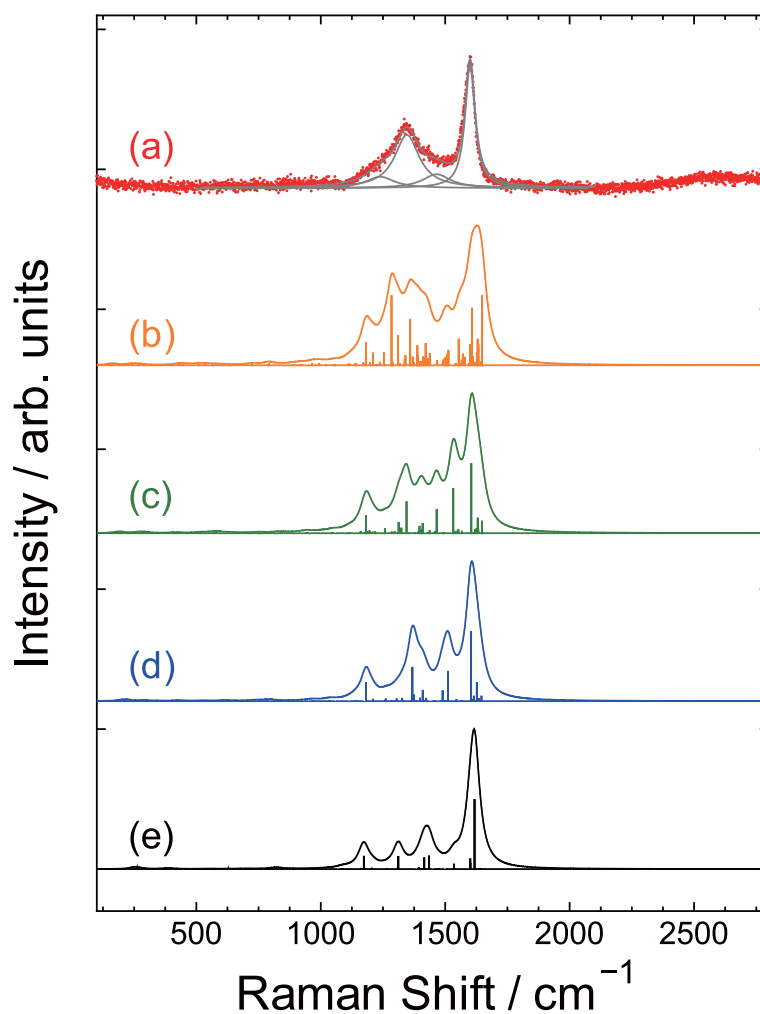 (a)
(b)
(c)
(d)
(e)
Intensity / arb. units
500 1000 1500 2000 2500
Raman Shift / cm⁻¹